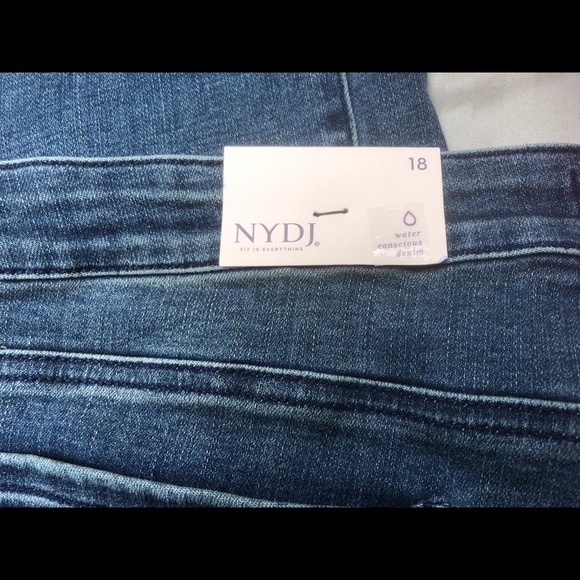 18
NYDJ®
FIT IS EVERYTHING
water
conscious
denim